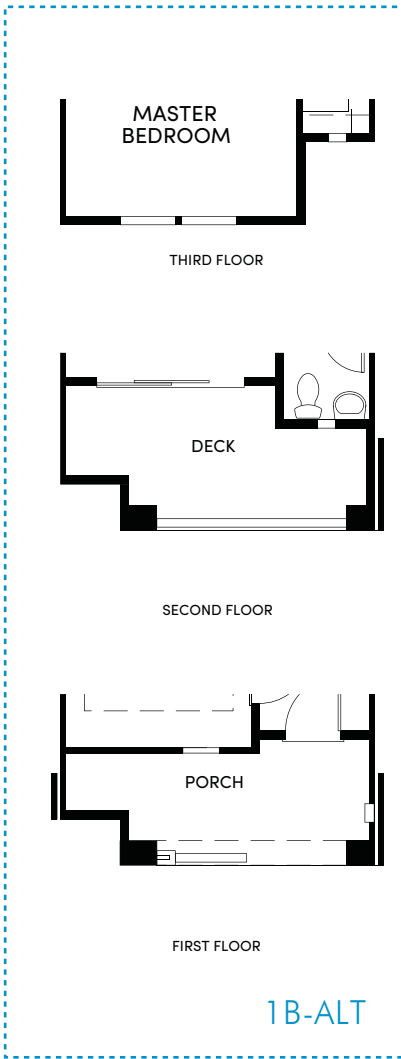 MASTER
BEDROOM
THIRD FLOOR
DECK
SECOND FLOOR
PORCH
FIRST FLOOR
1B-ALT